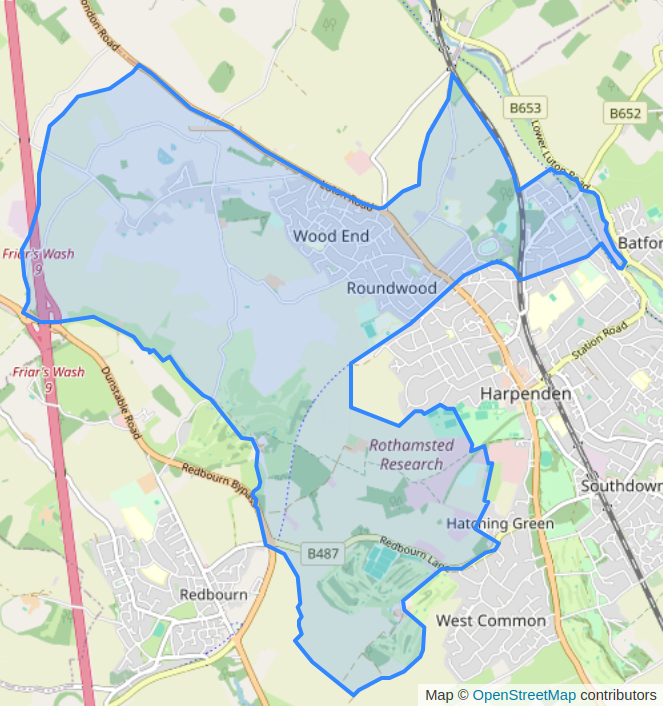 London Road
B653
B652
Lower Luton Road
Luton Road
Wood End
Batfor
Friar's Wash
9
Roundwood
Station Road
Friar's Wash
9
Dunstable Road
Harpenden
Rothamsted
Research
Redbourn Bypass
Southdown
Hatching Green
B487
Redbourn Lane
Redbourn
West Common
Map © OpenStreetMap contributors